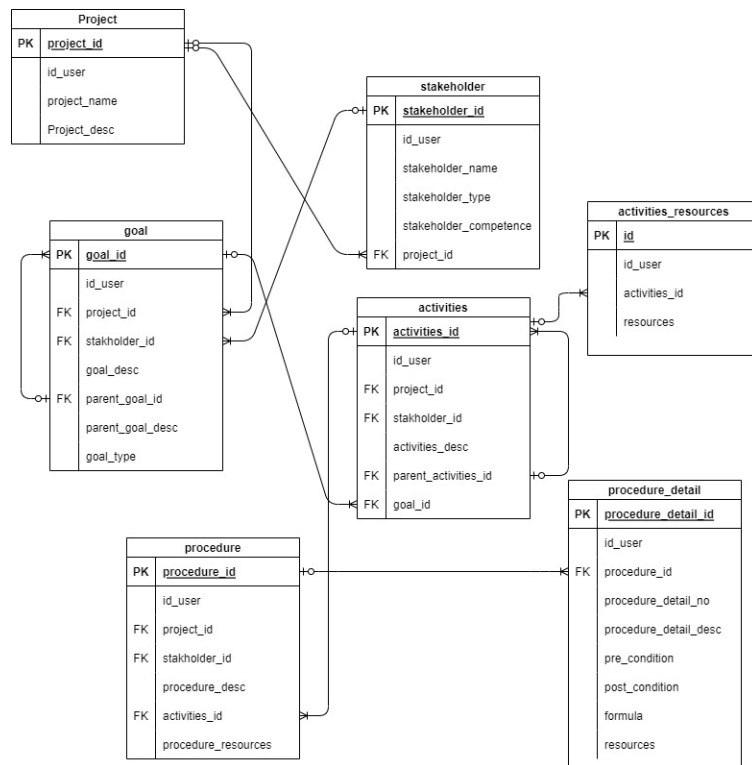 Project
PK project_id
id_user
project_name
Project_desc
stakeholder
PK stakeholder_id
id_user
stakeholder_name
stakeholder_type
stakeholder_competence
FK project_id
activities_resources
PK id
id_user
activities_id
resources
goal
PK goal_id
id_user
FK project_id
FK stakholder_id
goal_desc
FK parent_goal_id
parent_goal_desc
goal_type
activities
PK activities_id
id_user
FK project_id
FK stakholder_id
activities_desc
FK parent_activities_id
FK goal_id
procedure
PK procedure_id
id_user
FK project_id
FK stakholder_id
procedure_desc
FK activities_id
procedure_resources
procedure_detail
PK procedure_detail_id
id_user
FK procedure_id
procedure_detail_no
procedure_detail_desc
pre_condition
post_condition
formula
resources